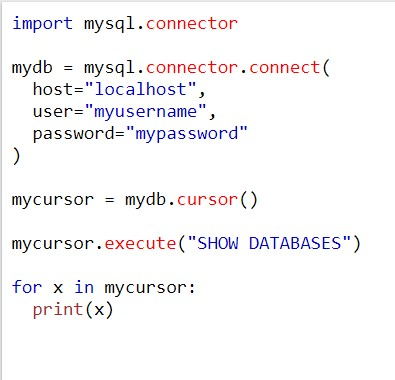 import mysql.connector
mydb = mysql.connector.connect(
  host="localhost",
  user="myusername",
  password="mypassword"
)
mycursor = mydb.cursor()
mycursor.execute("SHOW DATABASES")
for x in mycursor:
  print(x)